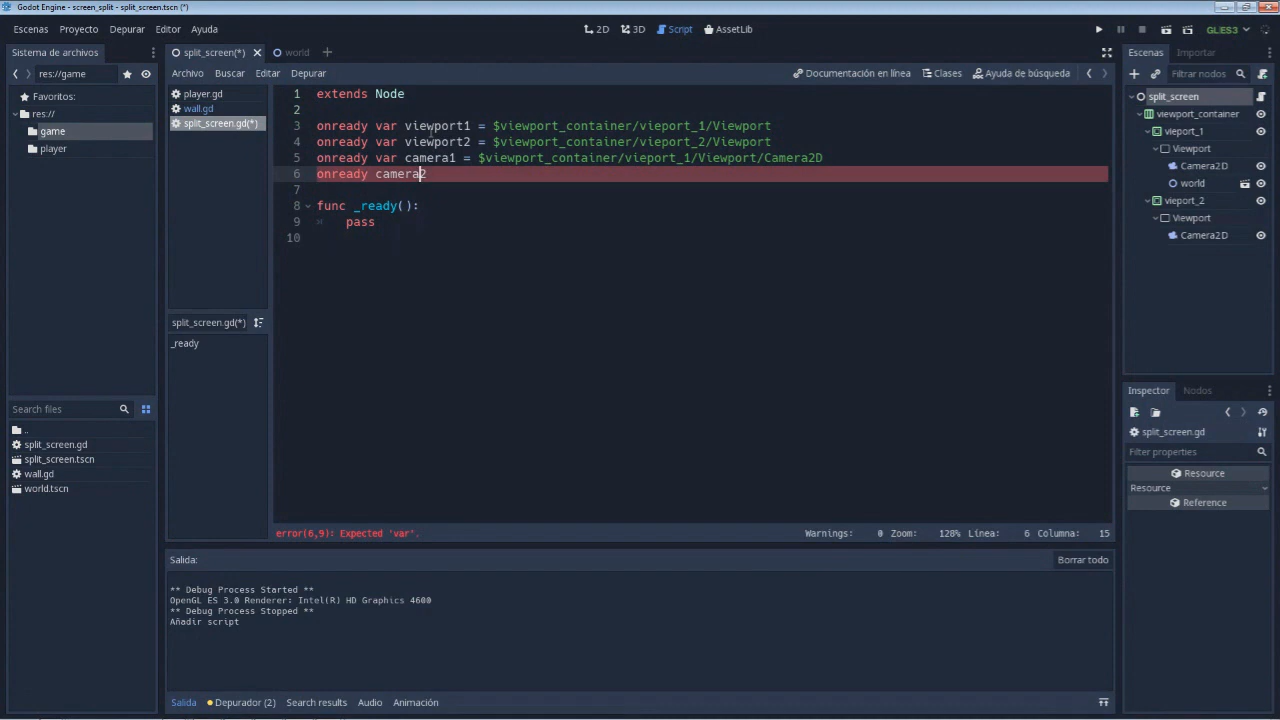 Godot Engine - screen_split - split_screen.tscn (*)
Escenas Proyecto Depurar Editor Ayuda
2D 3D Script AssetLib
GLES3
Sistema de archivos
res://game
Favoritos:
res://
game
player
Search files
..
split_screen.gd
split_screen.tscn
wall.gd
world.tscn
split_screen(*) world
Archivo Buscar Editar Depurar
Documentación en línea Clases Ayuda de búsqueda
player.gd
wall.gd
split_screen.gd(*)
split_screen.gd(*)
_ready
1 extends Node
2
3 onready var viewport1 = $viewport_container/vieport_1/Viewport
4 onready var viewport2 = $viewport_container/vieport_2/Viewport
5 onready var camera1 = $viewport_container/vieport_1/Viewport/Camera2D
6 onready camera2
7
8 func _ready():
9 pass
10
error(6,9): Expected 'var'.
Warnings: 0 Zoom: 128% Línea: 6 Columna: 15
Salida:
Borrar todo
** Debug Process Started **
OpenGL ES 3.0 Renderer: Intel(R) HD Graphics 4600
** Debug Process Stopped **
Añadir script
Salida Depurador (2) Search results Audio Animación
Escenas Importar
Filtrar nodos
split_screen
viewport_container
vieport_1
Viewport
Camera2D
world
vieport_2
Viewport
Camera2D
Inspector Nodos
split_screen.gd
Filter properties
Resource
Resource
Reference